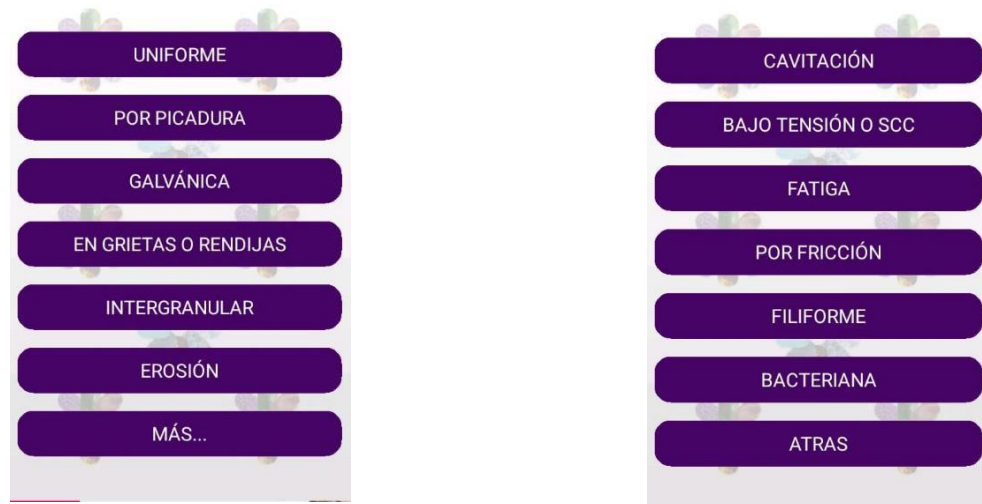 UNIFORME
POR PICADURA
GALVÁNICA
EN GRIETAS O RENDIJAS
INTERGRANULAR
EROSIÓN
MÁS...
CAVITACIÓN
BAJO TENSIÓN O SCC
FATIGA
POR FRICCIÓN
FILIFORME
BACTERIANA
ATRAS